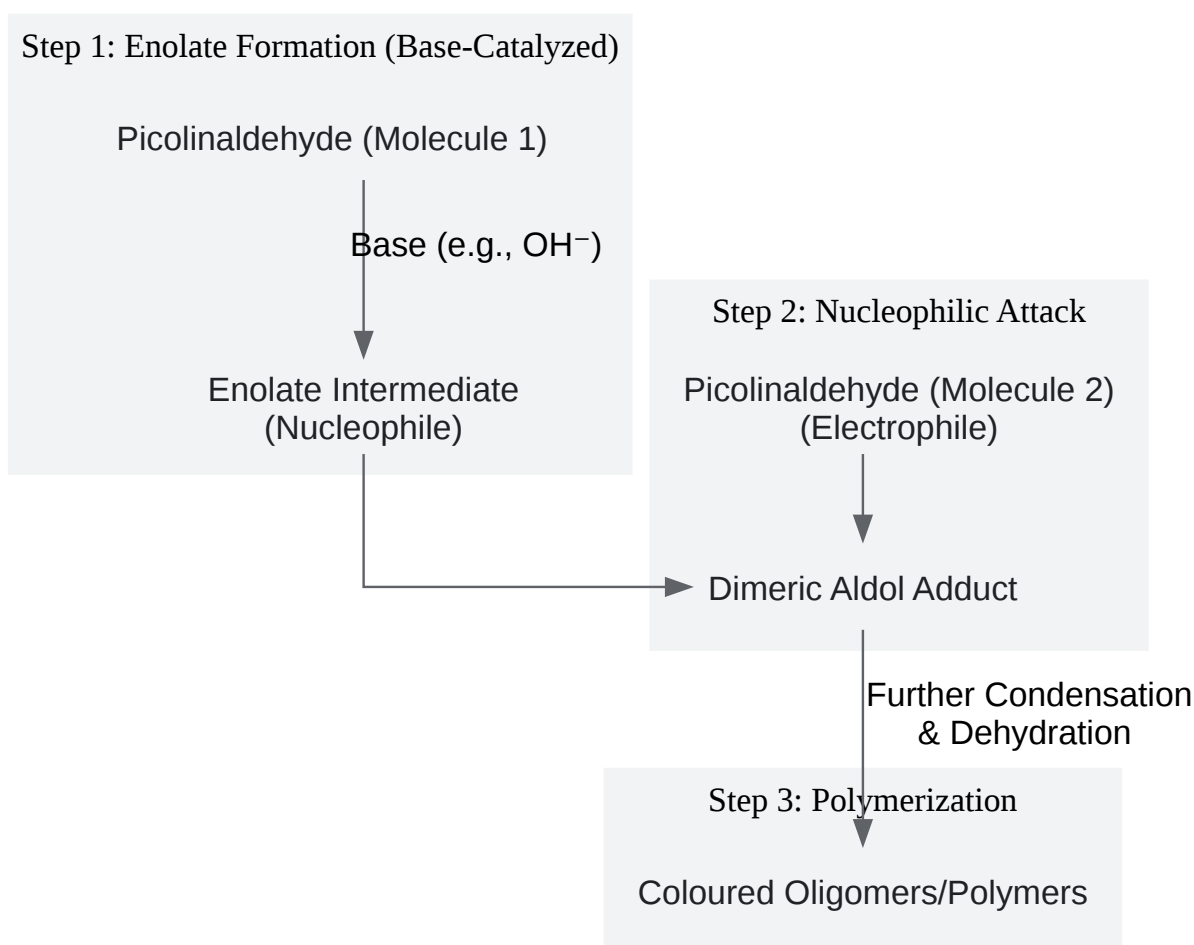 Step 1: Enolate Formation (Base-Catalyzed)
Picolinaldehyde (Molecule 1)
Base (e.g., OH⁻)
Enolate Intermediate
(Nucleophile)
Step 2: Nucleophilic Attack
Picolinaldehyde (Molecule 2)
(Electrophile)
Dimeric Aldol Adduct
Further Condensation
& Dehydration
Step 3: Polymerization
Coloured Oligomers/Polymers